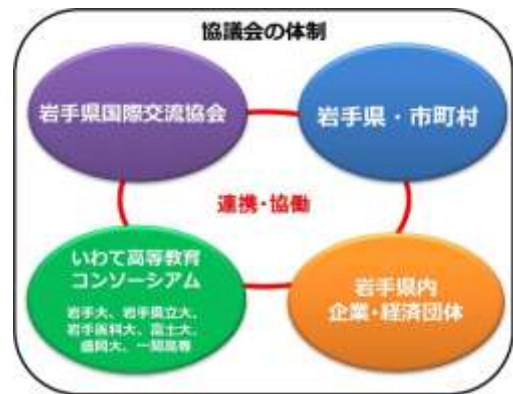 協議会の体制
岩手県国際交流協会
岩手県・市町村
連携・協働
いわて高等教育
コンソーシアム
岩手大、岩手県立大、
岩手医科大、富士大、
盛岡大、一関高専
岩手県内
企業・経済団体